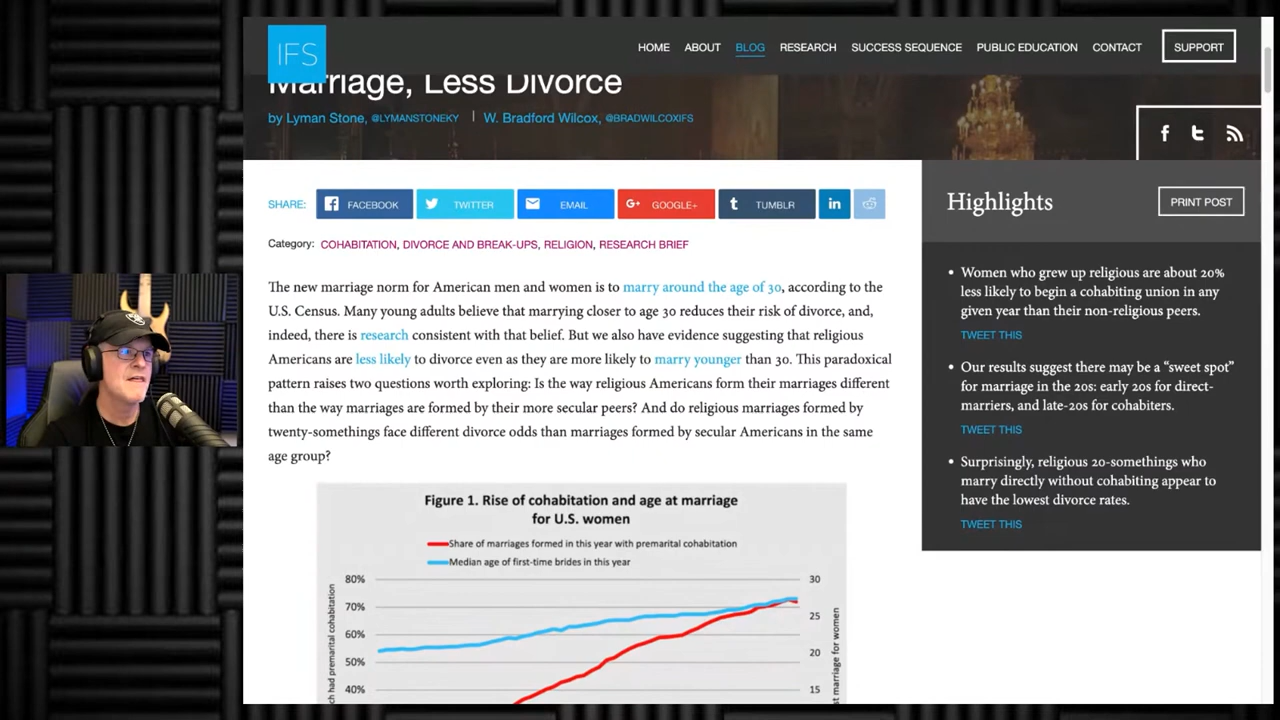 IFS
HOME
ABOUT
BLOG
RESEARCH
SUCCESS SEQUENCE
PUBLIC EDUCATION
CONTACT
SUPPORT
Marriage, Less Divorce
by Lyman Stone, @LYMANSTONEKY | W. Bradford Wilcox, @BRADWILCOXIFS
SHARE:
FACEBOOK
TWITTER
EMAIL
GOOGLE+
TUMBLR
Category: COHABITATION, DIVORCE AND BREAK-UPS, RELIGION, RESEARCH BRIEF
The new marriage norm for American men and women is to marry around the age of 30, according to the
U.S. Census. Many young adults believe that marrying closer to age 30 reduces their risk of divorce, and,
indeed, there is research consistent with that belief. But we also have evidence suggesting that religious
Americans are less likely to divorce even as they are more likely to marry younger than 30. This paradoxical
pattern raises two questions worth exploring: Is the way religious Americans form their marriages different
than the way marriages are formed by their more secular peers? And do religious marriages formed by
twenty-somethings face different divorce odds than marriages formed by secular Americans in the same
age group?
Figure 1. Rise of cohabitation and age at marriage
for U.S. women
Share of marriages formed in this year with premarital cohabitation
Median age of first-time brides in this year
80%
70%
60%
50%
40%
30
25
20
15
had premarital cohabitation
marriage for women
Highlights
PRINT POST
• Women who grew up religious are about 20%
less likely to begin a cohabiting union in any
given year than their non-religious peers.
TWEET THIS
• Our results suggest there may be a “sweet spot”
for marriage in the 20s: early 20s for direct-
marriers, and late-20s for cohabiters.
TWEET THIS
• Surprisingly, religious 20-somethings who
marry directly without cohabiting appear to
have the lowest divorce rates.
TWEET THIS